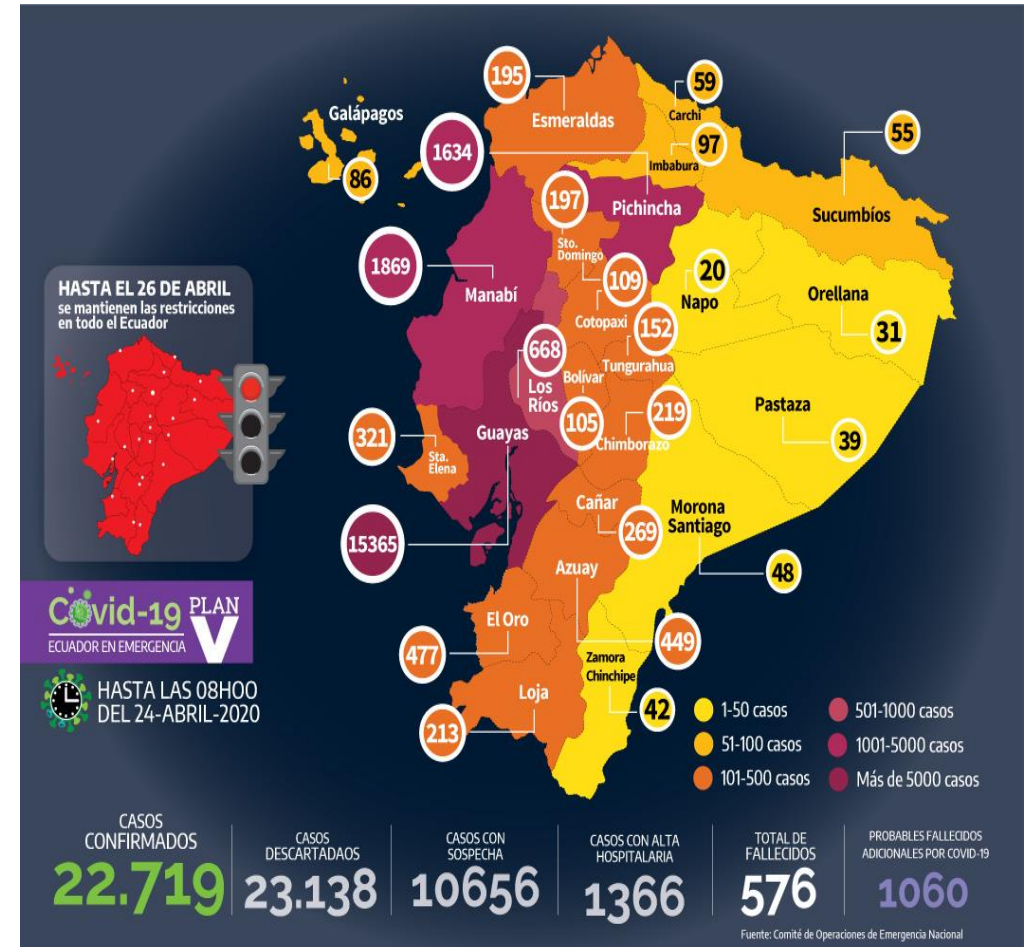 195
Esmeraldas
59
Carchi
97
Imbabura
55
Sucumbíos
Galápagos
86
1634
Pichincha
197
Sto.
Domingo
1869
Manabí
109
Cotopaxi
20
Napo
Orellana
31
152
Tungurahua
668
Los
Ríos
Bolívar
105
219
Chimborazo
Pastaza
39
HASTA EL 26 DE ABRIL
se mantienen las restricciones
en todo el Ecuador
321
Sta.
Elena
Guayas
15365
Cañar
269
Morona
Santiago
48
Azuay
449
El Oro
477
Zamora
Chinchipe
42
Loja
213
Covid-19
ECUADOR EN EMERGENCIA
PLAN
V
HASTA LAS 08H00
DEL 24-ABRIL-2020
1-50 casos
51-100 casos
101-500 casos
501-1000 casos
1001-5000 casos
Más de 5000 casos
CASOS
CONFIRMADOS
22.719
CASOS
DESCARTADAOS
23.138
CASOS CON
SOSPECHA
10656
CASOS CON ALTA
HOSPITALARIA
1366
TOTAL DE
FALLECIDOS
576
PROBABLES FALLECIDOS
ADICIONALES POR COVID-19
1060
Fuente: Comité de Operaciones de Emergencia Nacional